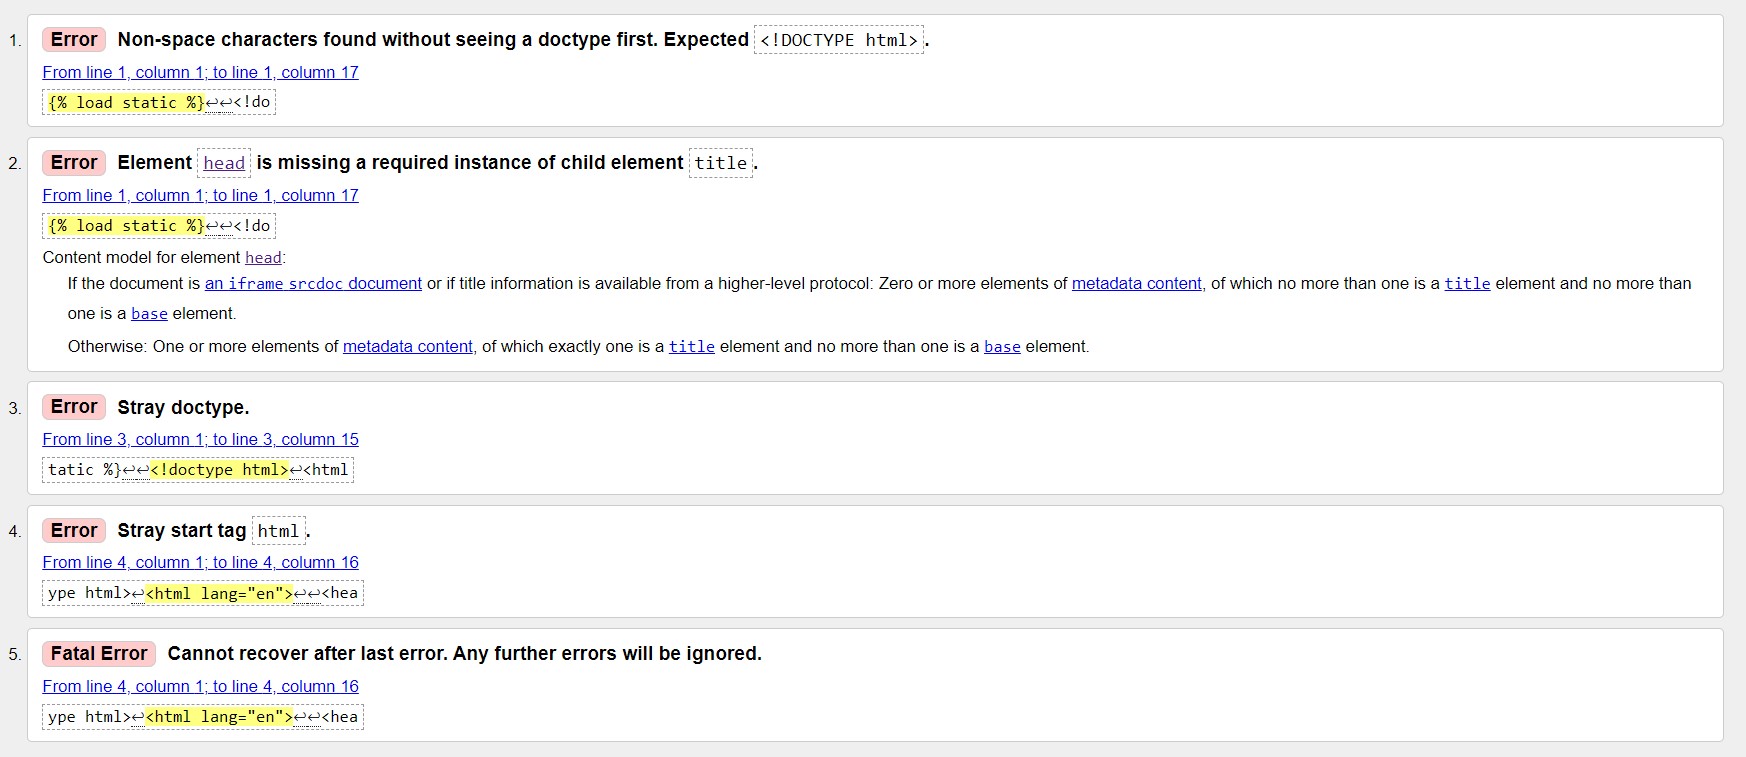 1. Error Non-space characters found without seeing a doctype first. Expected <!DOCTYPE html>.
From line 1, column 1; to line 1, column 17
{% load static %}↩↩<!do
2. Error Element head is missing a required instance of child element title.
From line 1, column 1; to line 1, column 17
{% load static %}↩↩<!do
Content model for element head:
If the document is an iframe srcdoc document or if title information is available from a higher-level protocol: Zero or more elements of metadata content, of which no more than one is a title element and no more than
one is a base element.
Otherwise: One or more elements of metadata content, of which exactly one is a title element and no more than one is a base element.
3. Error Stray doctype.
From line 3, column 1; to line 3, column 15
tatic %}↩↩<!doctype html>↩<html
4. Error Stray start tag html.
From line 4, column 1; to line 4, column 16
ype html>↩<html lang="en">↩↩<hea
5. Fatal Error Cannot recover after last error. Any further errors will be ignored.
From line 4, column 1; to line 4, column 16
ype html>↩<html lang="en">↩↩<hea